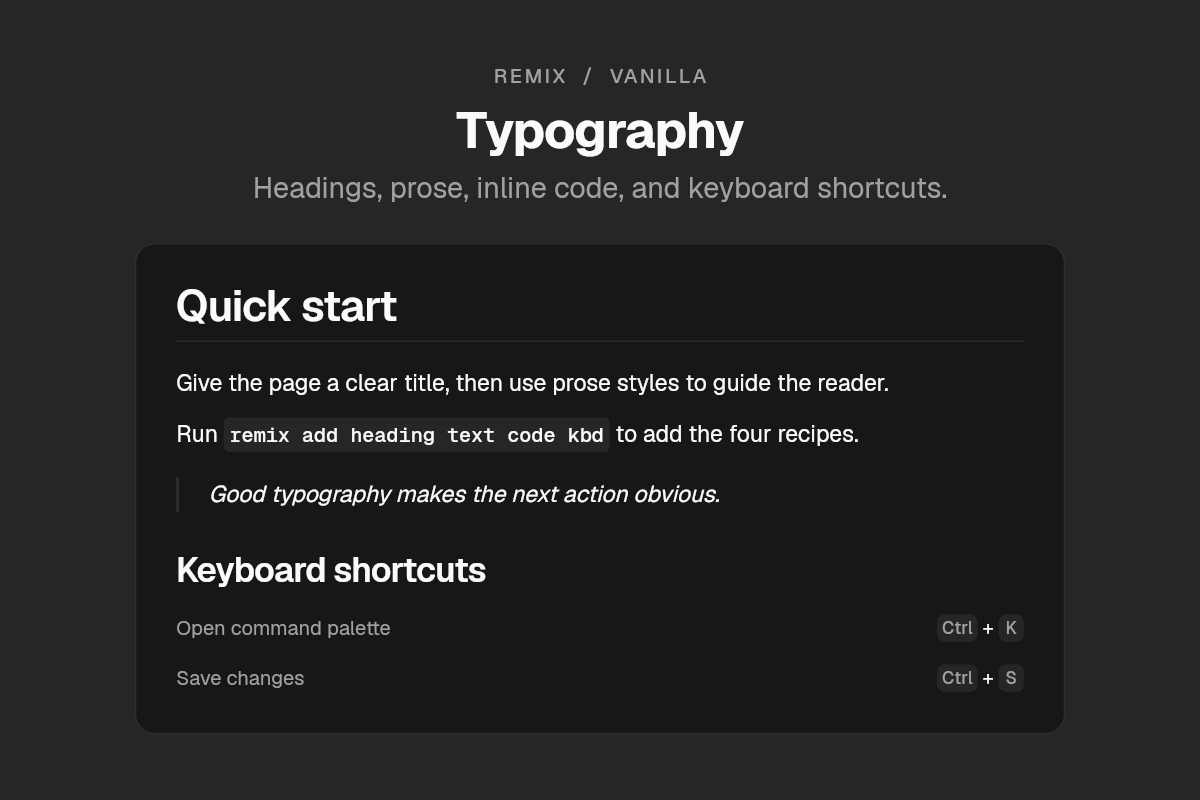 REMIX / VANILLA
Typography
Headings, prose, inline code, and keyboard shortcuts.
Quick start
Give the page a clear title, then use prose styles to guide the reader.
Run remix add heading text code kbd to add the four recipes.
Good typography makes the next action obvious.
Keyboard shortcuts
Open command palette Ctrl + K
Save changes Ctrl + S